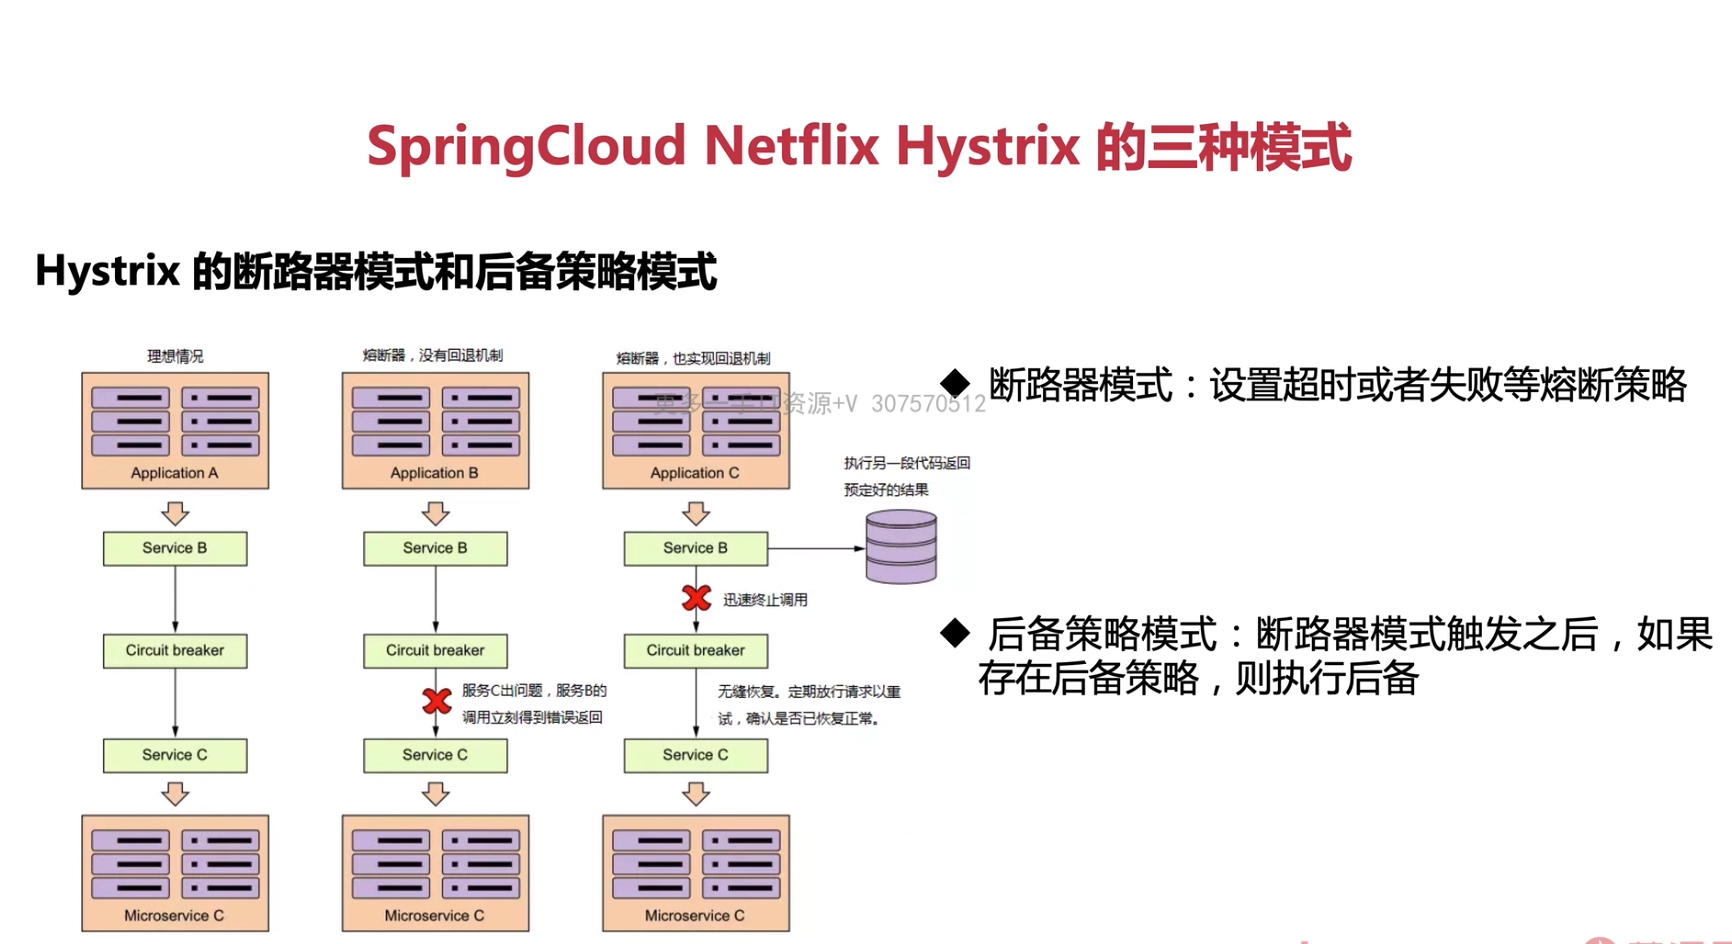 SpringCloud Netflix Hystrix 的三种模式
Hystrix 的断路器模式和后备策略模式
理想情况
熔断器，没有回退机制
熔断器，也实现回退机制
Application A
Application B
Application C
更多一手IT资源+V 307570512
执行另一段代码返回
预定好的结果
Service B
Service B
Service B
迅速终止调用
Circuit breaker
Circuit breaker
Circuit breaker
服务C出问题，服务B的
调用立刻得到错误返回
无缝恢复。定期放行请求以重
试，确认是否已恢复正常。
Service C
Service C
Service C
Microservice C
Microservice C
Microservice C
◆ 断路器模式：设置超时或者失败等熔断策略
◆ 后备策略模式：断路器模式触发之后，如果
存在后备策略，则执行后备